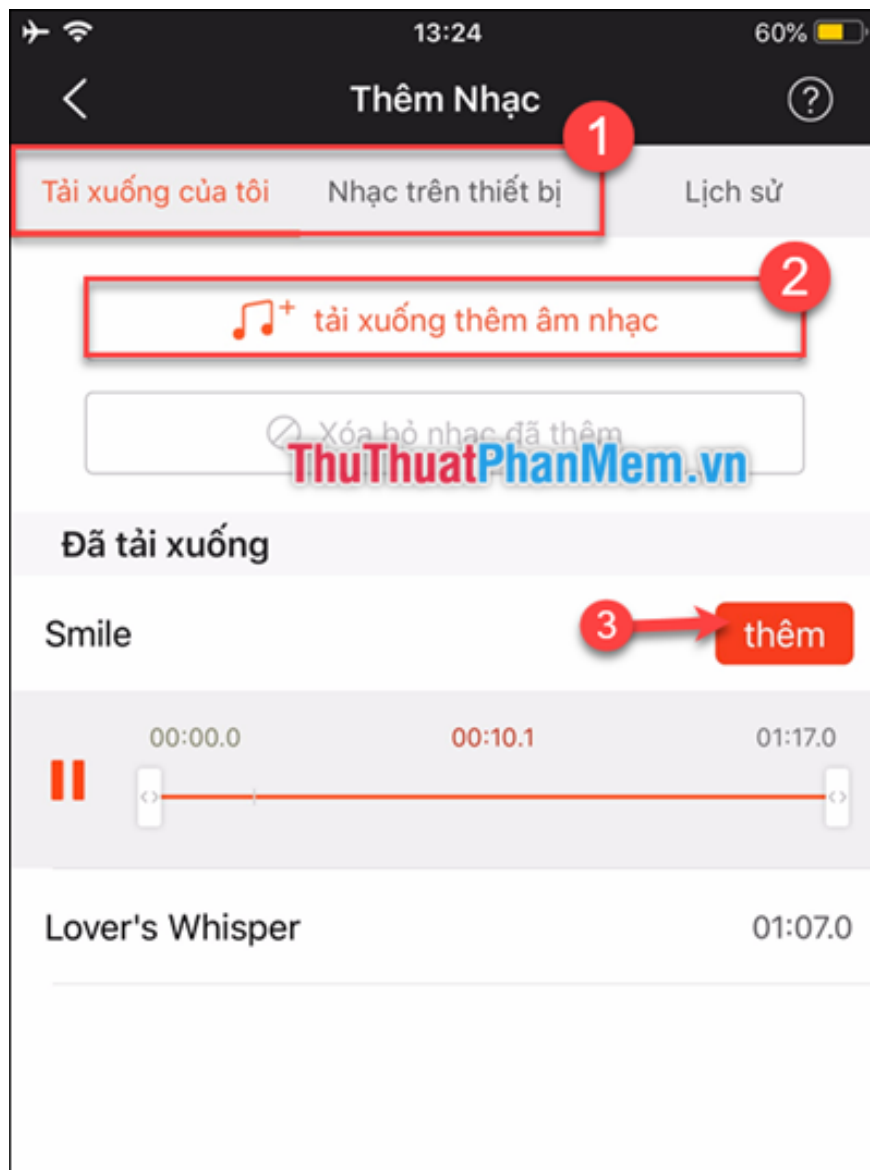 13:24
60%
Thêm Nhạc
?
1
Tải xuống của tôi
Nhạc trên thiết bị
Lịch sử
2
tải xuống thêm âm nhạc
Xóa bỏ nhạc đã thêm
ThuThuatPhanMem.vn
Đã tải xuống
Smile
3
thêm
00:00.0
00:10.1
01:17.0
Lover's Whisper
01:07.0